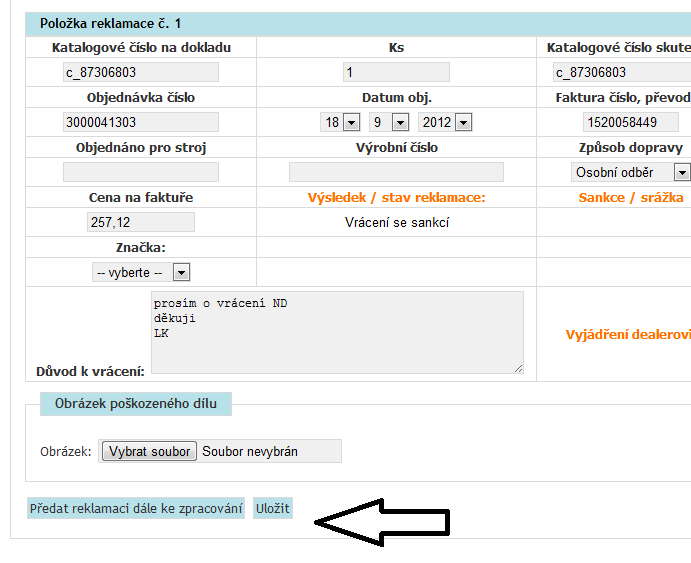 Položka reklamace č. 1
Katalogové číslo na dokladu Ks Katalogové číslo skute
c_87306803 1 c_87306803
Objednávka číslo Datum obj. Faktura číslo, převod
3000041303 18 9 2012 1520058449
Objednáno pro stroj Výrobní číslo Způsob dopravy
Osobní odběr
Cena na faktuře Výsledek / stav reklamace: Sankce / srážka
257,12 Vrácení se sankcí
Značka:
-- vyberte --
prosím o vrácení ND
děkuji
LK
Vyjádření dealerovi
Důvod k vrácení:
Obrázek poškozeného dílu
Obrázek: Vybrat soubor Soubor nevybrán
Předat reklamaci dále ke zpracování Uložit